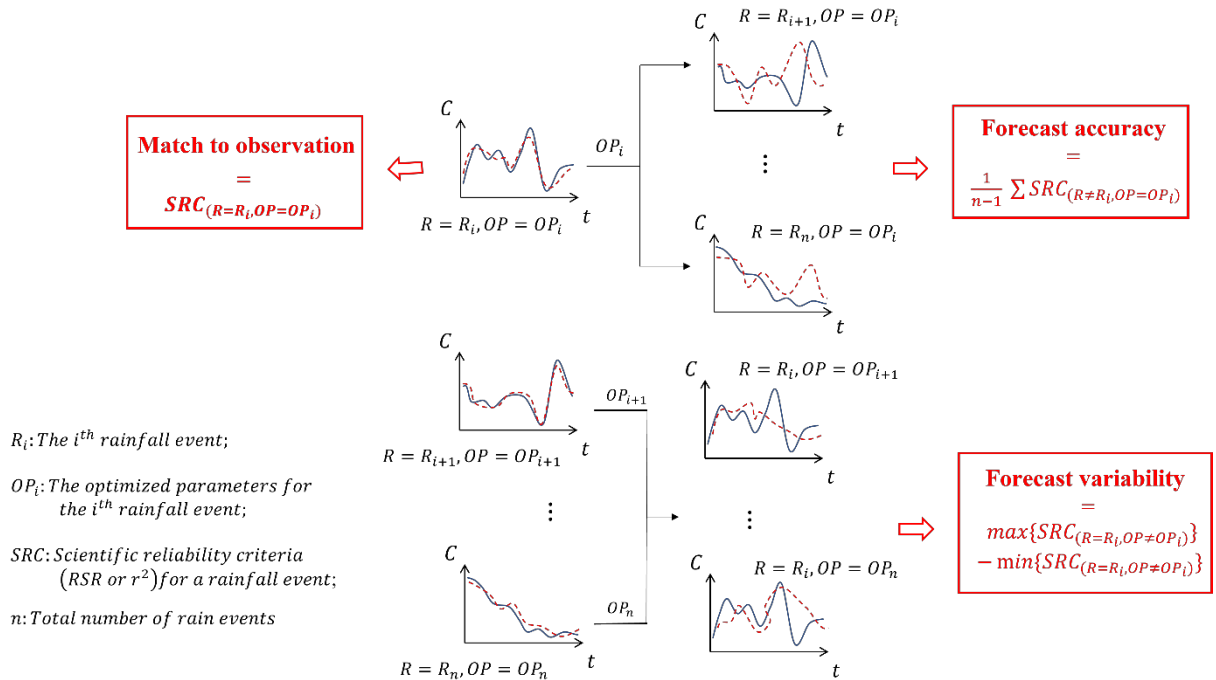 C
R = R_{i+1}, OP = OP_i
t
⋮
R = R_n, OP = OP_i
C
t
C
t
R = R_i, OP = OP_i
OP_i
Match to observation
=
SRC_{(R=R_i,OP=OP_i)}
Forecast accuracy
=
\frac{1}{n-1} ∑ SRC_{(R≠R_i,OP=OP_i)}
C
t
R = R_{i+1}, OP = OP_{i+1}
OP_{i+1}
⋮
C
t
R = R_n, OP = OP_n
OP_n
C
R = R_i, OP = OP_{i+1}
t
⋮
R = R_i, OP = OP_n
C
t
Forecast variability
=
max{SRC_{(R=R_i,OP≠OP_i)}}
− min{SRC_{(R=R_i,OP≠OP_i)}}
R_i: The i^{th} rainfall event;
OP_i: The optimized parameters for
the i^{th} rainfall event;
SRC: Scientific reliability criteria
(RSR or r^2) for a rainfall event;
n: Total number of rain events